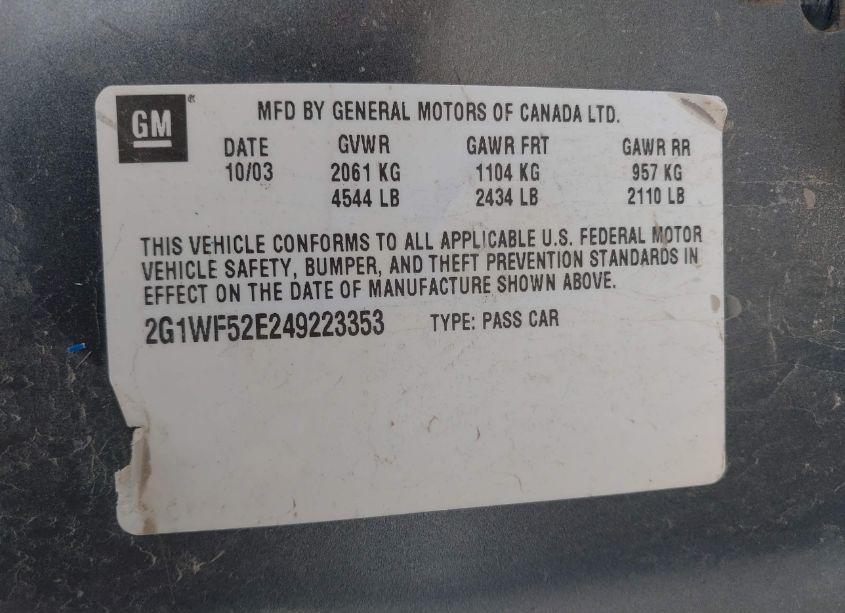 GM
MFD BY GENERAL MOTORS OF CANADA LTD.
DATE GVWR GAWR FRT GAWR RR
10/03 2061 KG 1104 KG 957 KG
4544 LB 2434 LB 2110 LB
THIS VEHICLE CONFORMS TO ALL APPLICABLE U.S. FEDERAL MOTOR
VEHICLE SAFETY, BUMPER, AND THEFT PREVENTION STANDARDS IN
EFFECT ON THE DATE OF MANUFACTURE SHOWN ABOVE.
2G1WF52E249223353 TYPE: PASS CAR